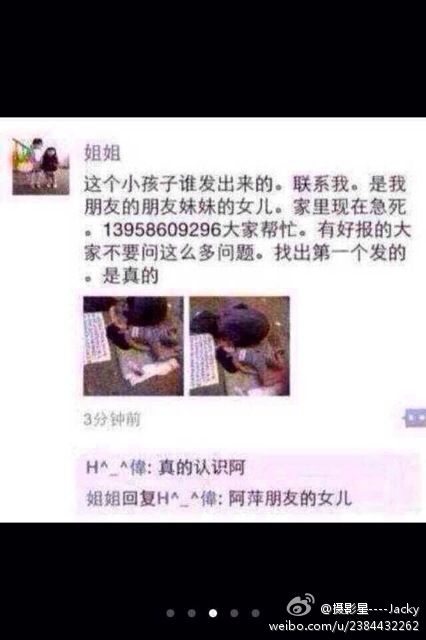 姐姐
这个小孩子谁发出来的。联系我。是我
朋友的朋友妹妹的女儿。家里现在急死
。13958609296大家帮忙。有好报的大
家不要问这么多问题。找出第一个发的
。是真的
3分钟前
H^_^偉: 真的认识阿
姐姐回复H^_^偉: 阿萍朋友的女儿
@摄影星----Jacky
weibo.com/u/2384432262